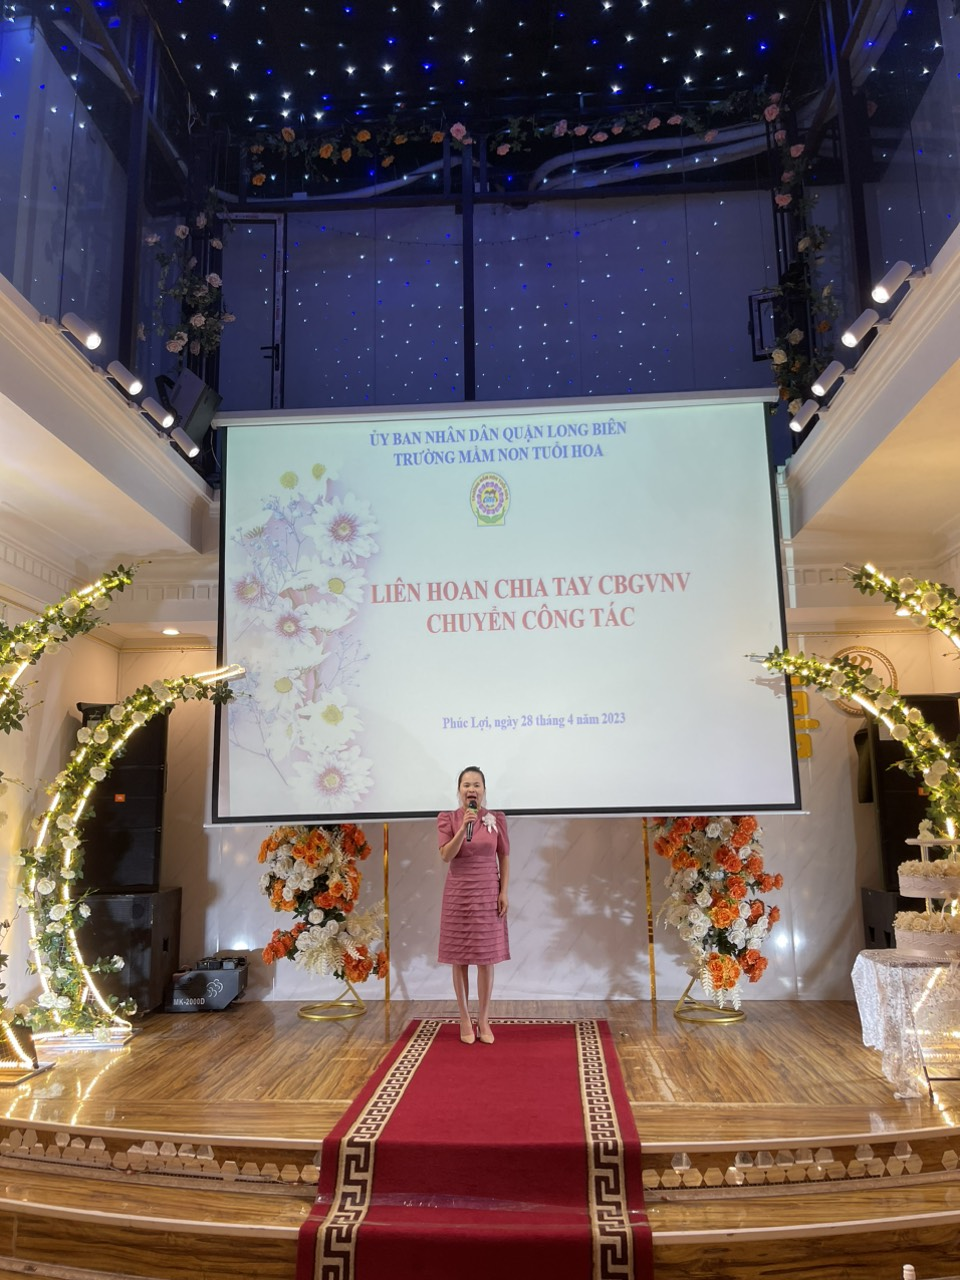 ỦY BAN NHÂN DÂN QUẬN LONG BIÊN
TRƯỜNG MẦM NON TUỔI HOA
LIÊN HOAN CHIA TAY CBGVNV
CHUYỂN CÔNG TÁC
Phúc Lợi, ngày 28 tháng 4 năm 2023
MK-2000D